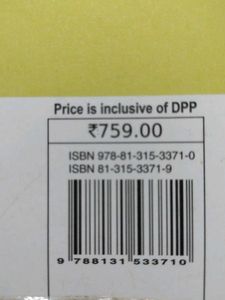 Price is inclusive of DPP
₹759.00
ISBN 978-81-315-3371-0
ISBN 81-315-3371-9
9 788131 533710